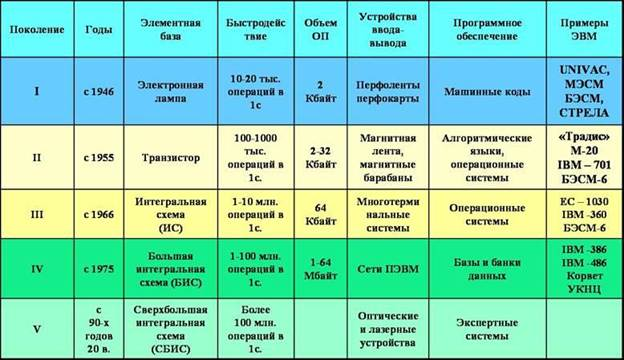 Поколение
Годы
Элементная
база
Быстродейс
твие
Объем
ОП
Устройства
ввода-
вывода
Программное
обеспечение
Примеры
ЭВМ
I
с 1946
Электронная
лампа
10-20 тыс.
операций в
1с
2
Кбайт
Перфоленты
перфокарты
Машинные коды
UNIVAC,
МЭСМ
БЭСМ,
СТРЕЛА
II
с 1955
Транзистор
100-1000
тыс.
операций в
1с.
2-32
Кбайт
Магнитная
лента,
магнитные
барабаны
Алгоритмические
языки,
операционные
системы
«Традис»
М-20
IBM – 701
БЭСМ-6
III
с 1966
Интегральная
схема
(ИС)
1-10 млн.
операций в
1с.
64
Кбайт
Многотерми
нальные
системы
Операционные
системы
ЕС – 1030
IBM -360
БЭСМ-6
IV
с 1975
Большая
интегральная
схема (БИС)
1-100 млн.
операций в
1с.
1-64
Мбайт
Сети ПЭВМ
Базы и банки
данных
IBM -386
IBM -486
Корвет
УКНЦ
V
с
90-х
годов
20 в.
Сверхбольшая
интегральная
схема
(СБИС)
Более
100 млн.
операций в
1с.
Оптические
и лазерные
устройства
Экспертные
системы